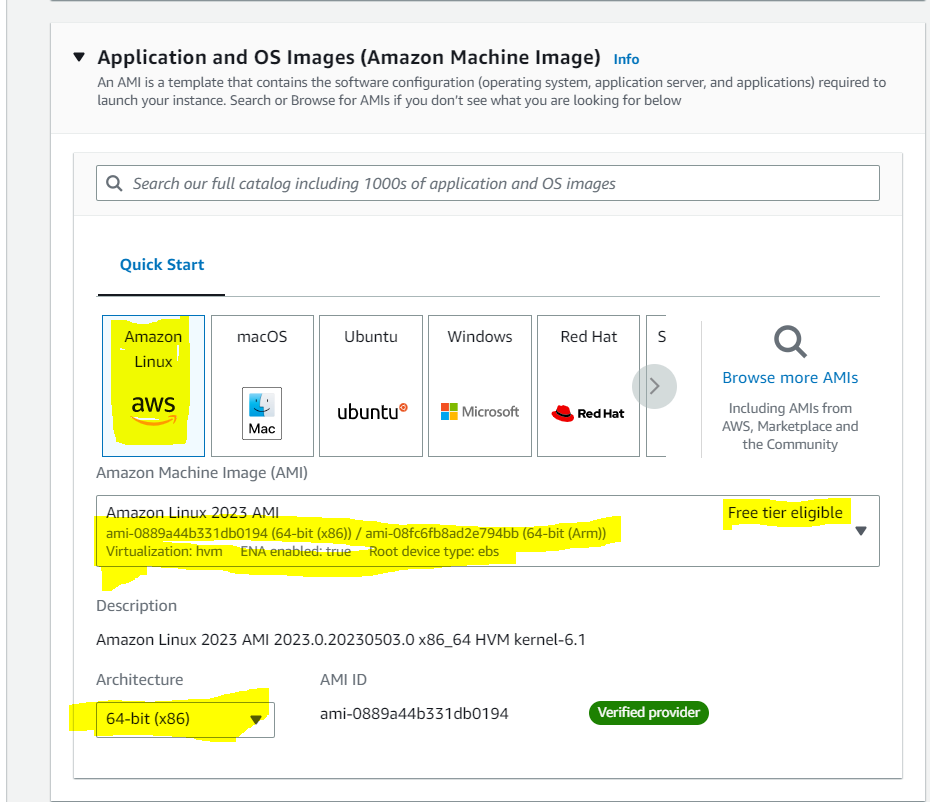 Application and OS Images (Amazon Machine Image) Info
An AMI is a template that contains the software configuration (operating system, application server, and applications) required to
launch your instance. Search or Browse for AMIs if you don't see what you are looking for below
Search our full catalog including 1000s of application and OS images
Quick Start
Amazon
Linux
aws
macOS
Mac
Ubuntu
ubuntu
Windows
Microsoft
Red Hat
Red Hat
S
Browse more AMIs
Including AMIs from
AWS, Marketplace and
the Community
Amazon Machine Image (AMI)
Amazon Linux 2023 AMI
Free tier eligible
ami-0889a44b331db0194 (64-bit (x86)) / ami-08fc6fb8ad2e794bb (64-bit (Arm))
Virtualization: hvm ENA enabled: true Root device type: ebs
Description
Amazon Linux 2023 AMI 2023.0.20230503.0 x86_64 HVM kernel-6.1
Architecture
AMI ID
64-bit (x86)
ami-0889a44b331db0194
Verified provider